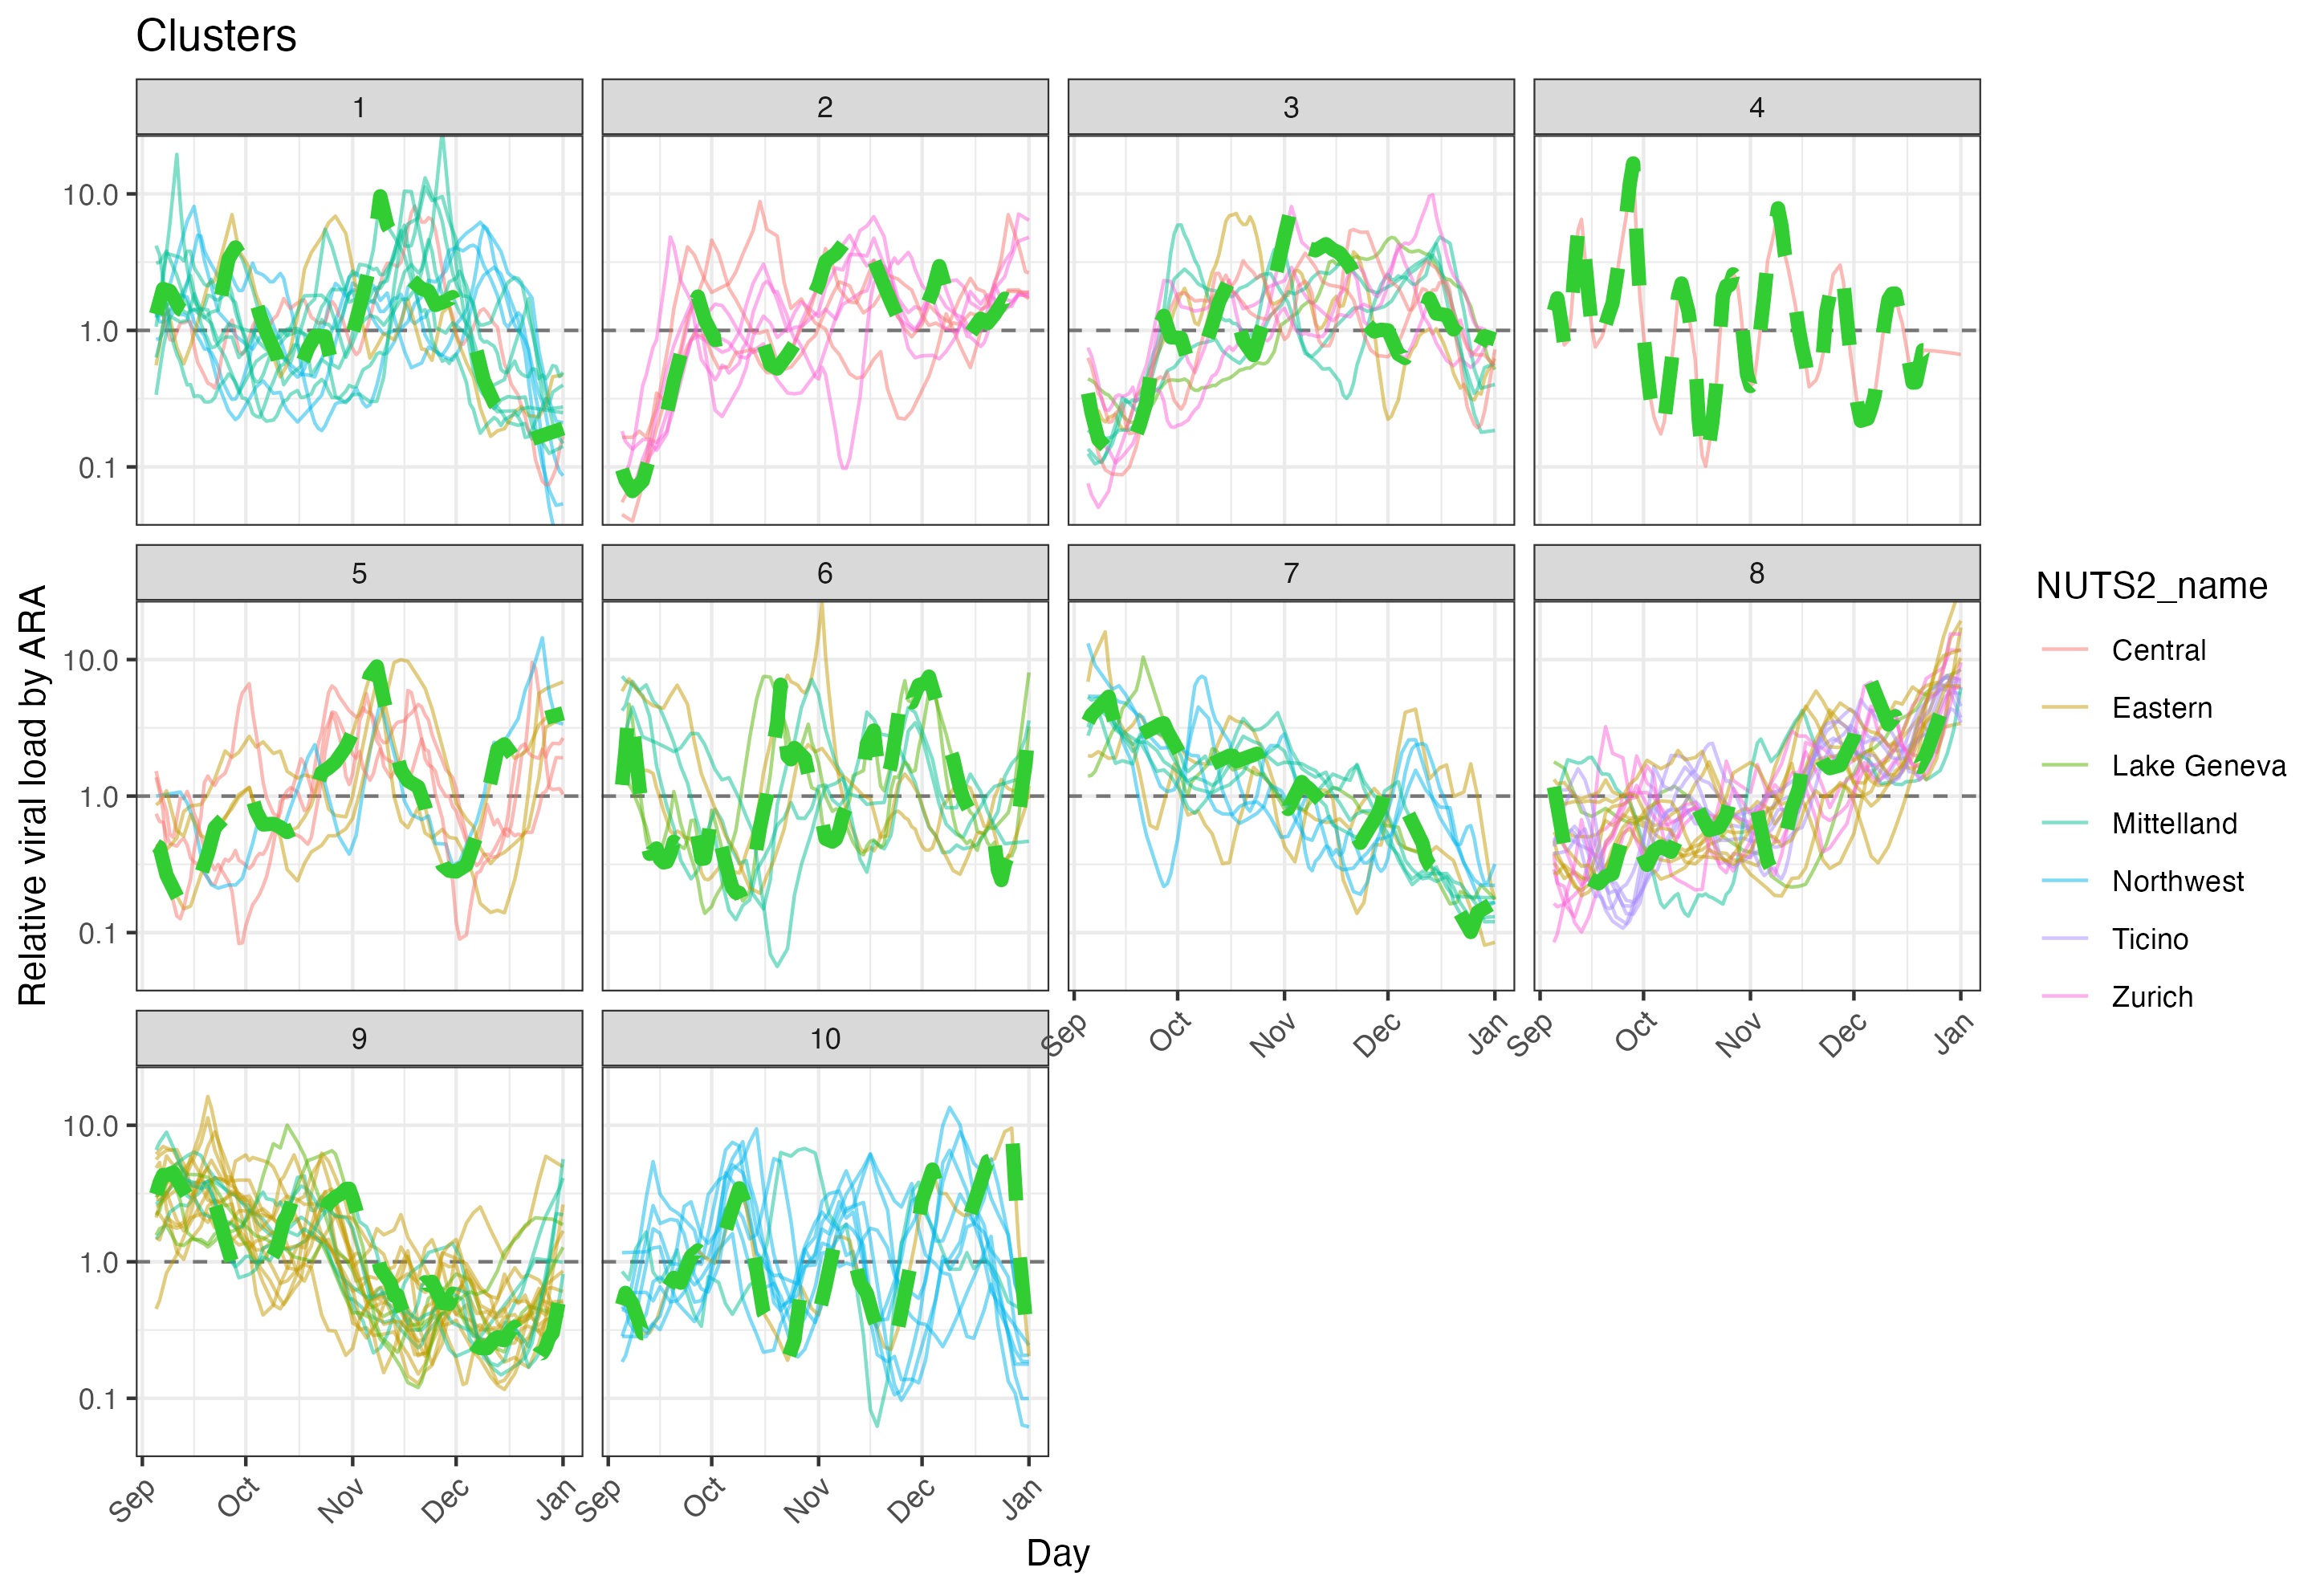 Clusters
1
2
3
4
10.0
1.0
0.1
5
6
7
8
10.0
1.0
0.1
Sep
Oct
Nov
Dec
Jan
Sep
Oct
Nov
Dec
Jan
9
10
10.0
1.0
0.1
Sep
Oct
Nov
Dec
Jan
Sep
Oct
Nov
Dec
Jan
Day
Relative viral load by ARA
NUTS2_name
Central
Eastern
Lake Geneva
Mittelland
Northwest
Ticino
Zurich